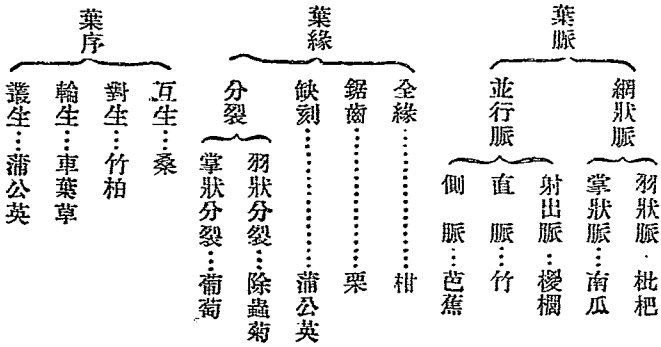 葉脈
網狀脈
羽狀脈·枇杷
掌狀脈…南瓜
並行脈
射出脈…椶櫚
直脈…竹
側脈…芭蕉
葉緣
全緣……………柑
鋸齒……………栗
缺刻……………蒲公英
分裂
羽狀分裂…除蟲菊
掌狀分裂…葡萄
葉序
互生…桑
對生…竹柏
輪生…車葉草
叢生…蒲公英